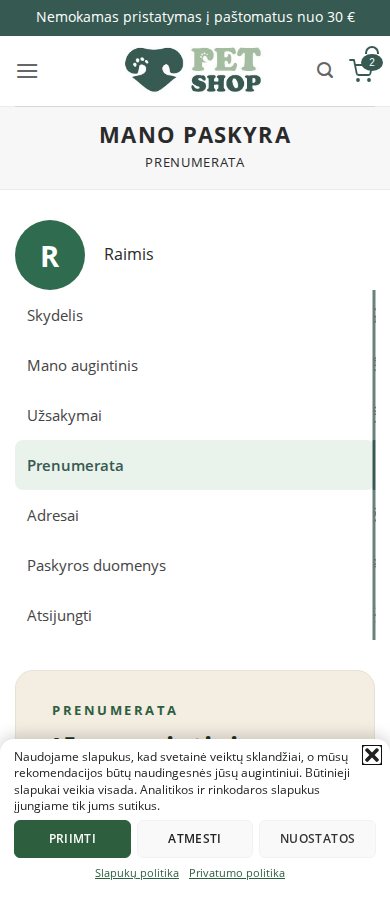 Nemokamas pristatymas į paštomatus nuo 30 €
PET
SHOP
2
MANO PASKYRA
PRENUMERATA
R
Raimis
Skydelis
Mano augintinis
Užsakymai
Prenumerata
Adresai
Paskyros duomenys
Atsijungti
PRENUMERATA
Naudojame slapukus, kad svetainė veiktų sklandžiai, o mūsų
rekomendacijos būtų naudingesnės jūsų augintiniui. Būtinieji
slapukai veikia visada. Analitikos ir rinkodaros slapukus
įjungiame tik jums sutikus.
PRIIMTI
ATMESTI
NUOSTATOS
Slapukų politika
Privatumo politika